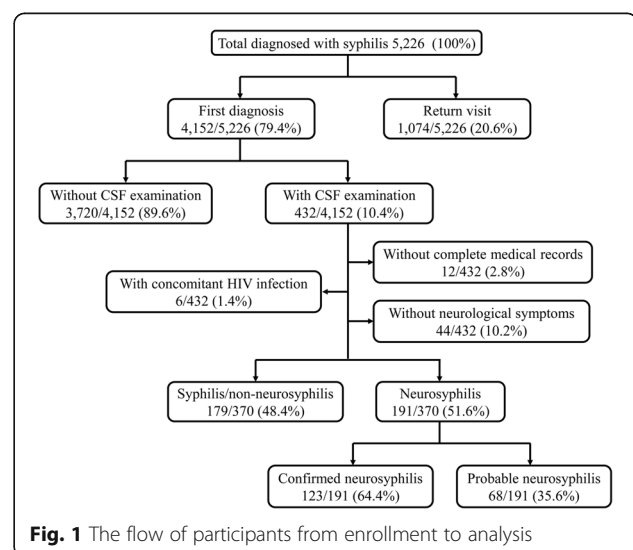 Total diagnosed with syphilis 5,226 (100%)
First diagnosis
4,152/5,226 (79.4%)
Return visit
1,074/5,226 (20.6%)
Without CSF examination
3,720/4,152 (89.6%)
With CSF examination
432/4,152 (10.4%)
Without complete medical records
12/432 (2.8%)
With concomitant HIV infection
6/432 (1.4%)
Without neurological symptoms
44/432 (10.2%)
Syphilis/non-neurosyphilis
179/370 (48.4%)
Neurosyphilis
191/370 (51.6%)
Confirmed neurosyphilis
123/191 (64.4%)
Probable neurosyphilis
68/191 (35.6%)
Fig. 1 The flow of participants from enrollment to analysis